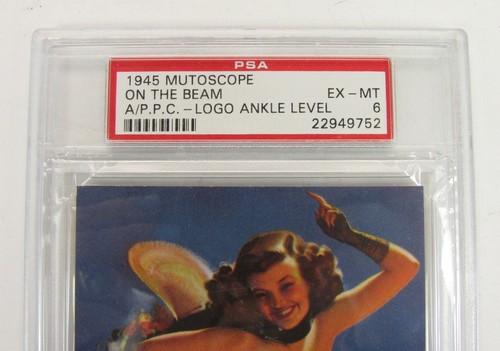 PSA
1945 MUTOSCOPE
ON THE BEAM EX-MT
A/P.P.C.-LOGO ANKLE LEVEL 6
22949752